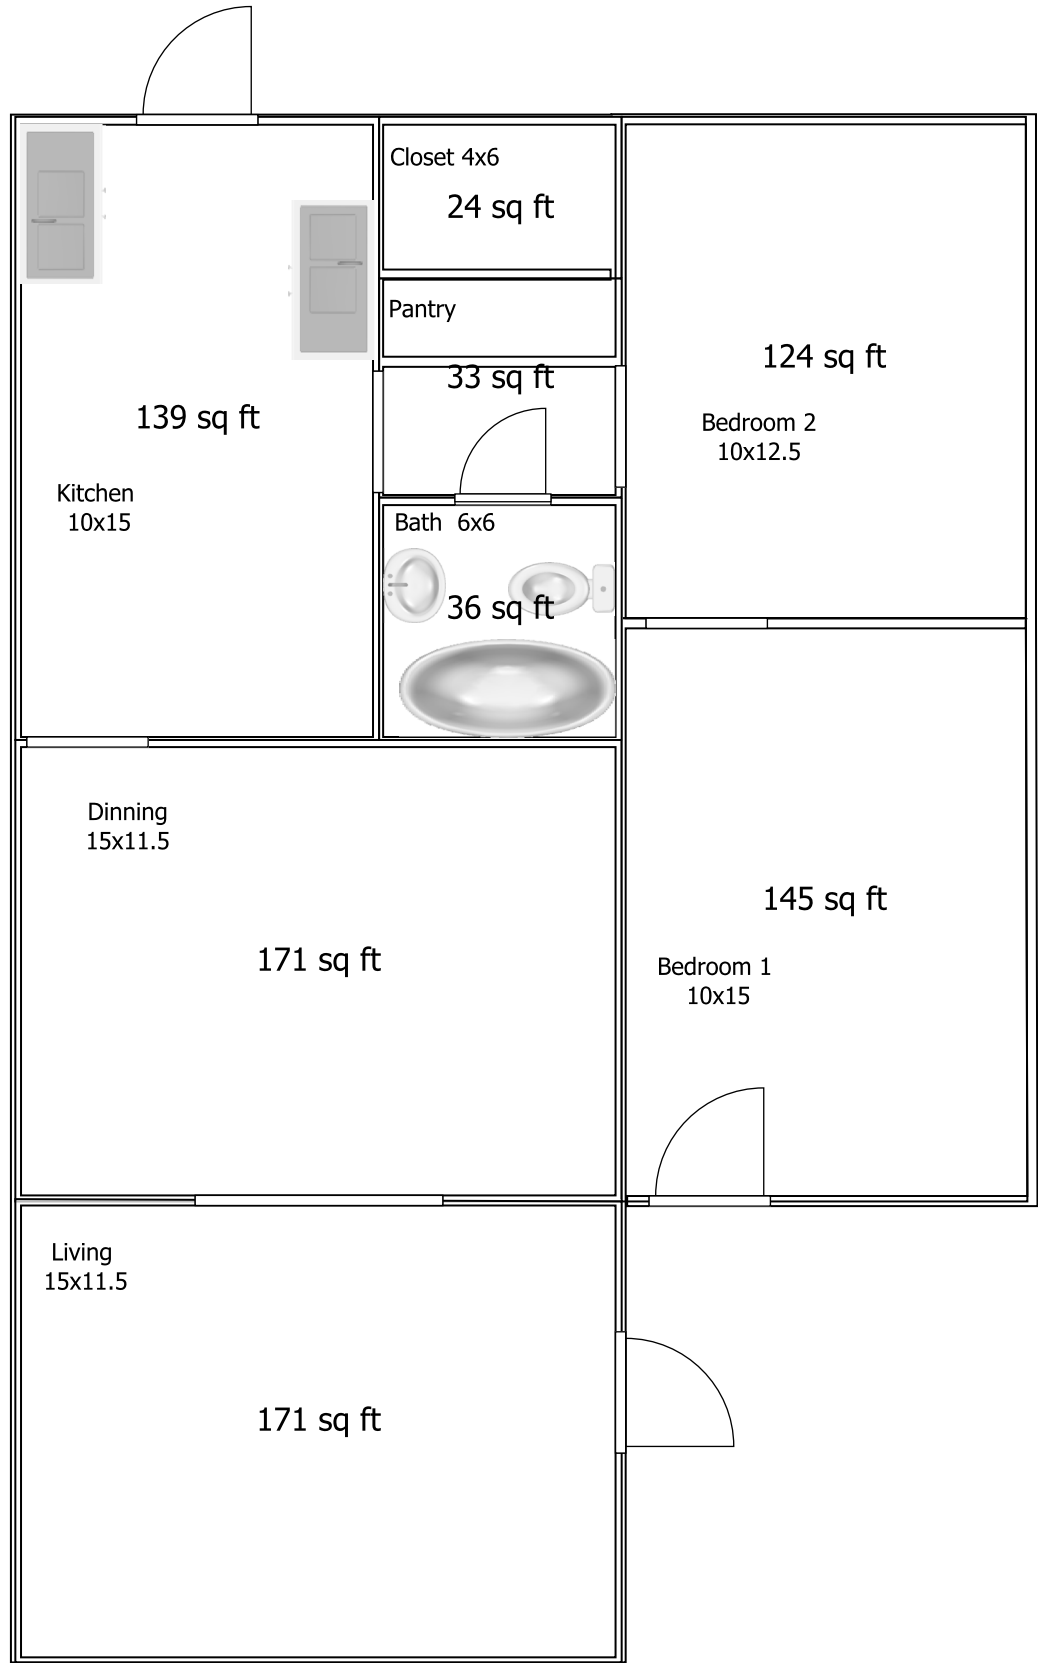 Closet 4x6
24 sq ft
Pantry
33 sq ft
124 sq ft
Bedroom 2
10x12.5
139 sq ft
Kitchen
10x15
Bath  6x6
36 sq ft
Dinning
15x11.5
171 sq ft
145 sq ft
Bedroom 1
10x15
Living
15x11.5
171 sq ft